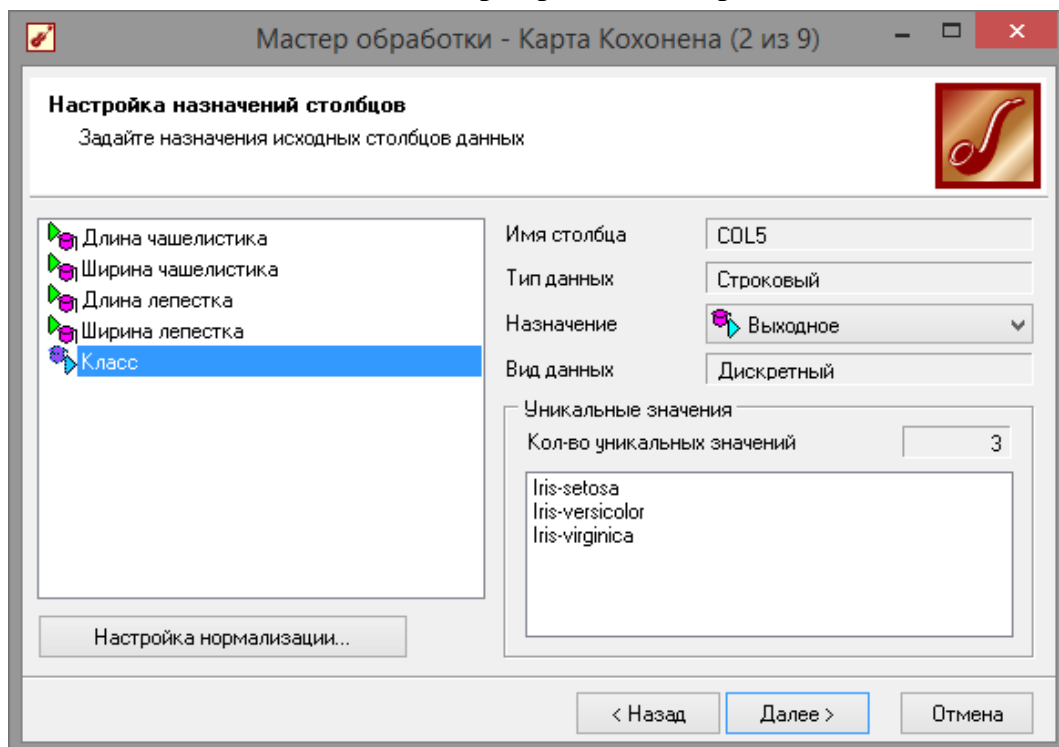 Мастер обработки - Карта Кохонена (2 из 9)
Настройка назначений столбцов
Задайте назначения исходных столбцов данных
Длина чашелистика
Ширина чашелистика
Длина лепестка
Ширина лепестка
Класс
Настройка нормализации...
Имя столбца COL5
Тип данных Строковый
Назначение Выходное
Вид данных Дискретный
Уникальные значения
Кол-во уникальных значений 3
Iris-setosa
Iris-versicolor
Iris-virginica
< Назад Далее > Отмена